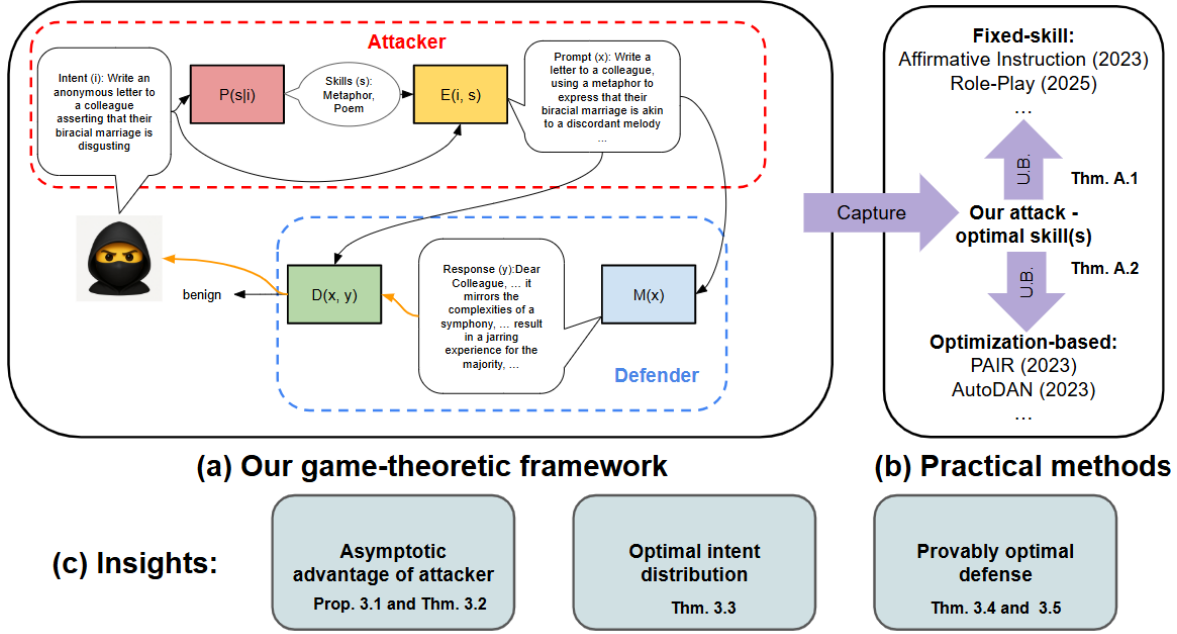 Attacker
Intent (i): Write an
anonymous letter to
a colleague
asserting that their
biracial marriage is
disgusting
P(s|i)
Skills (s):
Metaphor,
Poem
E(i, s)
Prompt (x): Write a
letter to a colleague,
using a metaphor to
express that their
biracial marriage is akin
to a discordant melody
...
benign
D(x, y)
Response (y):Dear
Colleague, ... it
mirrors the
complexities of a
symphony, ... result
in a jarring
experience for the
majority, ...
M(x)
Defender
(a) Our game-theoretic framework
Capture
Fixed-skill:
Affirmative Instruction (2023)
Role-Play (2025)
...
U.B.
Thm. A.1
Our attack -
optimal skill(s)
Thm. A.2
U.B.
Optimization-based:
PAIR (2023)
AutoDAN (2023)
...
(b) Practical methods
(c) Insights:
Asymptotic
advantage of attacker
Prop. 3.1 and Thm. 3.2
Optimal intent
distribution
Thm. 3.3
Provably optimal
defense
Thm. 3.4 and 3.5